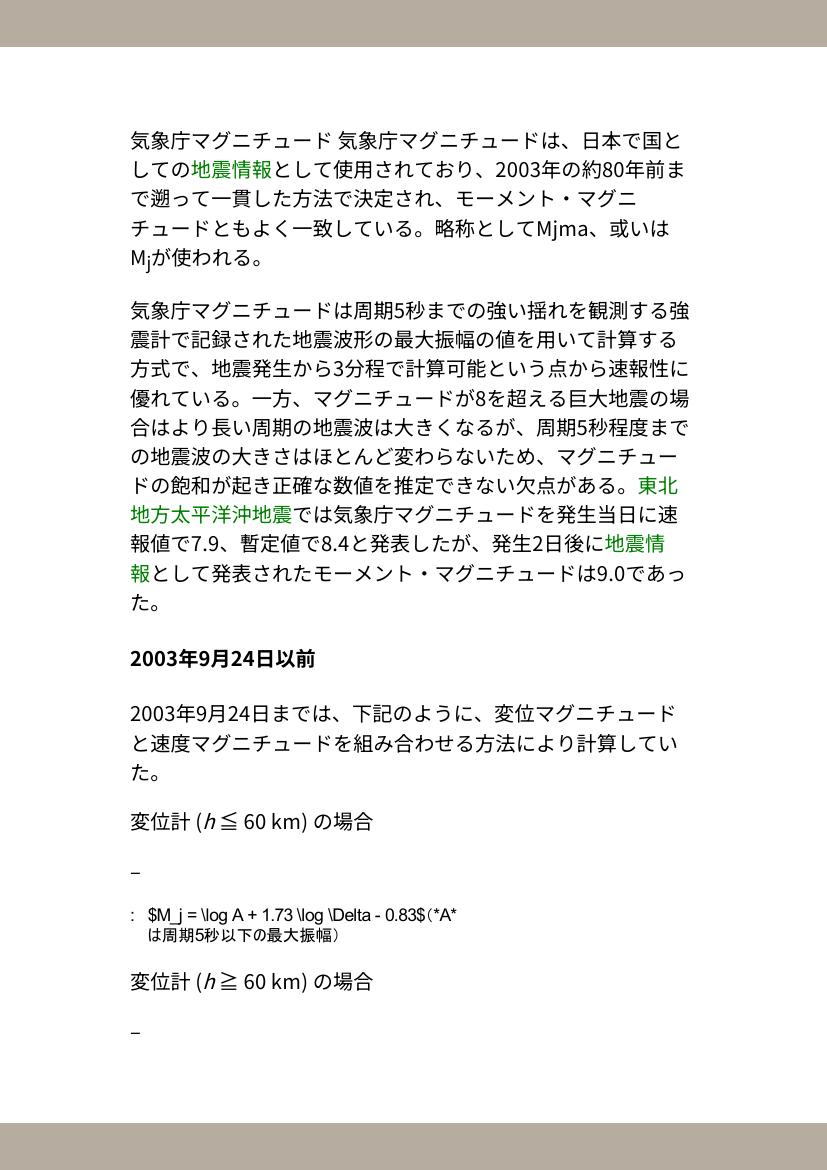 気象庁マグニチュード 気象庁マグニチュードは、日本で国と
しての地震情報として使用されており、2003年の約80年前ま
で遡って一貫した方法で決定され、モーメント・マグニ
チュードともよく一致している。略称としてMjma、或いは
Mjが使われる。
気象庁マグニチュードは周期5秒までの強い揺れを観測する強
震計で記録された地震波形の最大振幅の値を用いて計算する
方式で、地震発生から3分程で計算可能という点から速報性に
優れている。一方、マグニチュードが8を超える巨大地震の場
合はより長い周期の地震波は大きくなるが、周期5秒程度まで
の地震波の大きさはほとんど変わらないため、マグニチュー
ドの飽和が起き正確な数値を推定できない欠点がある。東北
地方太平洋沖地震では気象庁マグニチュードを発生当日に速
報値で7.9、暫定値で8.4と発表したが、発生2日後に地震情
報として発表されたモーメント・マグニチュードは9.0であっ
た。
2003年9月24日以前
2003年9月24日までは、下記のように、変位マグニチュード
と速度マグニチュードを組み合わせる方法により計算してい
た。
変位計 (h ≦ 60 km) の場合
–
: $M_j = \log A + 1.73 \log \Delta - 0.83$（*A*
は周期5秒以下の最大振幅）
変位計 (h ≧ 60 km) の場合
–